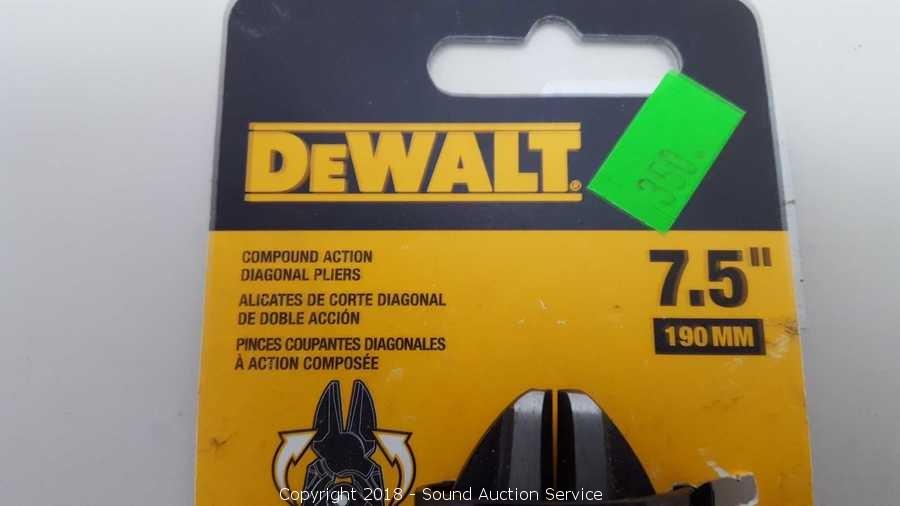 DEWALT®
350.
COMPOUND ACTION
DIAGONAL PLIERS
7.5"
190 MM
ALICATES DE CORTE DIAGONAL
DE DOBLE ACCIÓN
PINCES COUPANTES DIAGONALES
À ACTION COMPOSÉE
Copyright 2018 - Sound Auction Service